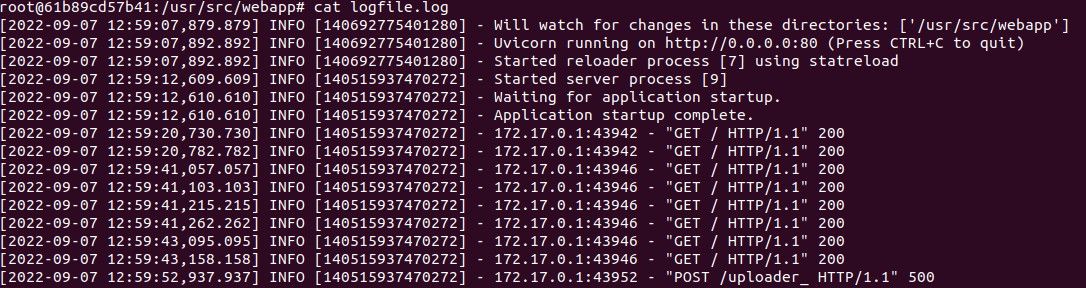 root@61b89cd57b41:/usr/src/webapp# cat logfile.log
[2022-09-07 12:59:07,879.879] INFO [140692775401280] - Will watch for changes in these directories: ['/usr/src/webapp']
[2022-09-07 12:59:07,892.892] INFO [140692775401280] - Uvicorn running on http://0.0.0.0:80 (Press CTRL+C to quit)
[2022-09-07 12:59:07,892.892] INFO [140692775401280] - Started reloader process [7] using statreload
[2022-09-07 12:59:12,609.609] INFO [140515937470272] - Started server process [9]
[2022-09-07 12:59:12,610.610] INFO [140515937470272] - Waiting for application startup.
[2022-09-07 12:59:12,610.610] INFO [140515937470272] - Application startup complete.
[2022-09-07 12:59:20,730.730] INFO [140515937470272] - 172.17.0.1:43942 - "GET / HTTP/1.1" 200
[2022-09-07 12:59:20,782.782] INFO [140515937470272] - 172.17.0.1:43942 - "GET / HTTP/1.1" 200
[2022-09-07 12:59:41,057.057] INFO [140515937470272] - 172.17.0.1:43946 - "GET / HTTP/1.1" 200
[2022-09-07 12:59:41,103.103] INFO [140515937470272] - 172.17.0.1:43946 - "GET / HTTP/1.1" 200
[2022-09-07 12:59:41,215.215] INFO [140515937470272] - 172.17.0.1:43946 - "GET / HTTP/1.1" 200
[2022-09-07 12:59:41,262.262] INFO [140515937470272] - 172.17.0.1:43946 - "GET / HTTP/1.1" 200
[2022-09-07 12:59:43,095.095] INFO [140515937470272] - 172.17.0.1:43946 - "GET / HTTP/1.1" 200
[2022-09-07 12:59:43,158.158] INFO [140515937470272] - 172.17.0.1:43946 - "GET / HTTP/1.1" 200
[2022-09-07 12:59:52,937.937] INFO [140515937470272] - 172.17.0.1:43952 - "POST /uploader_ HTTP/1.1" 500